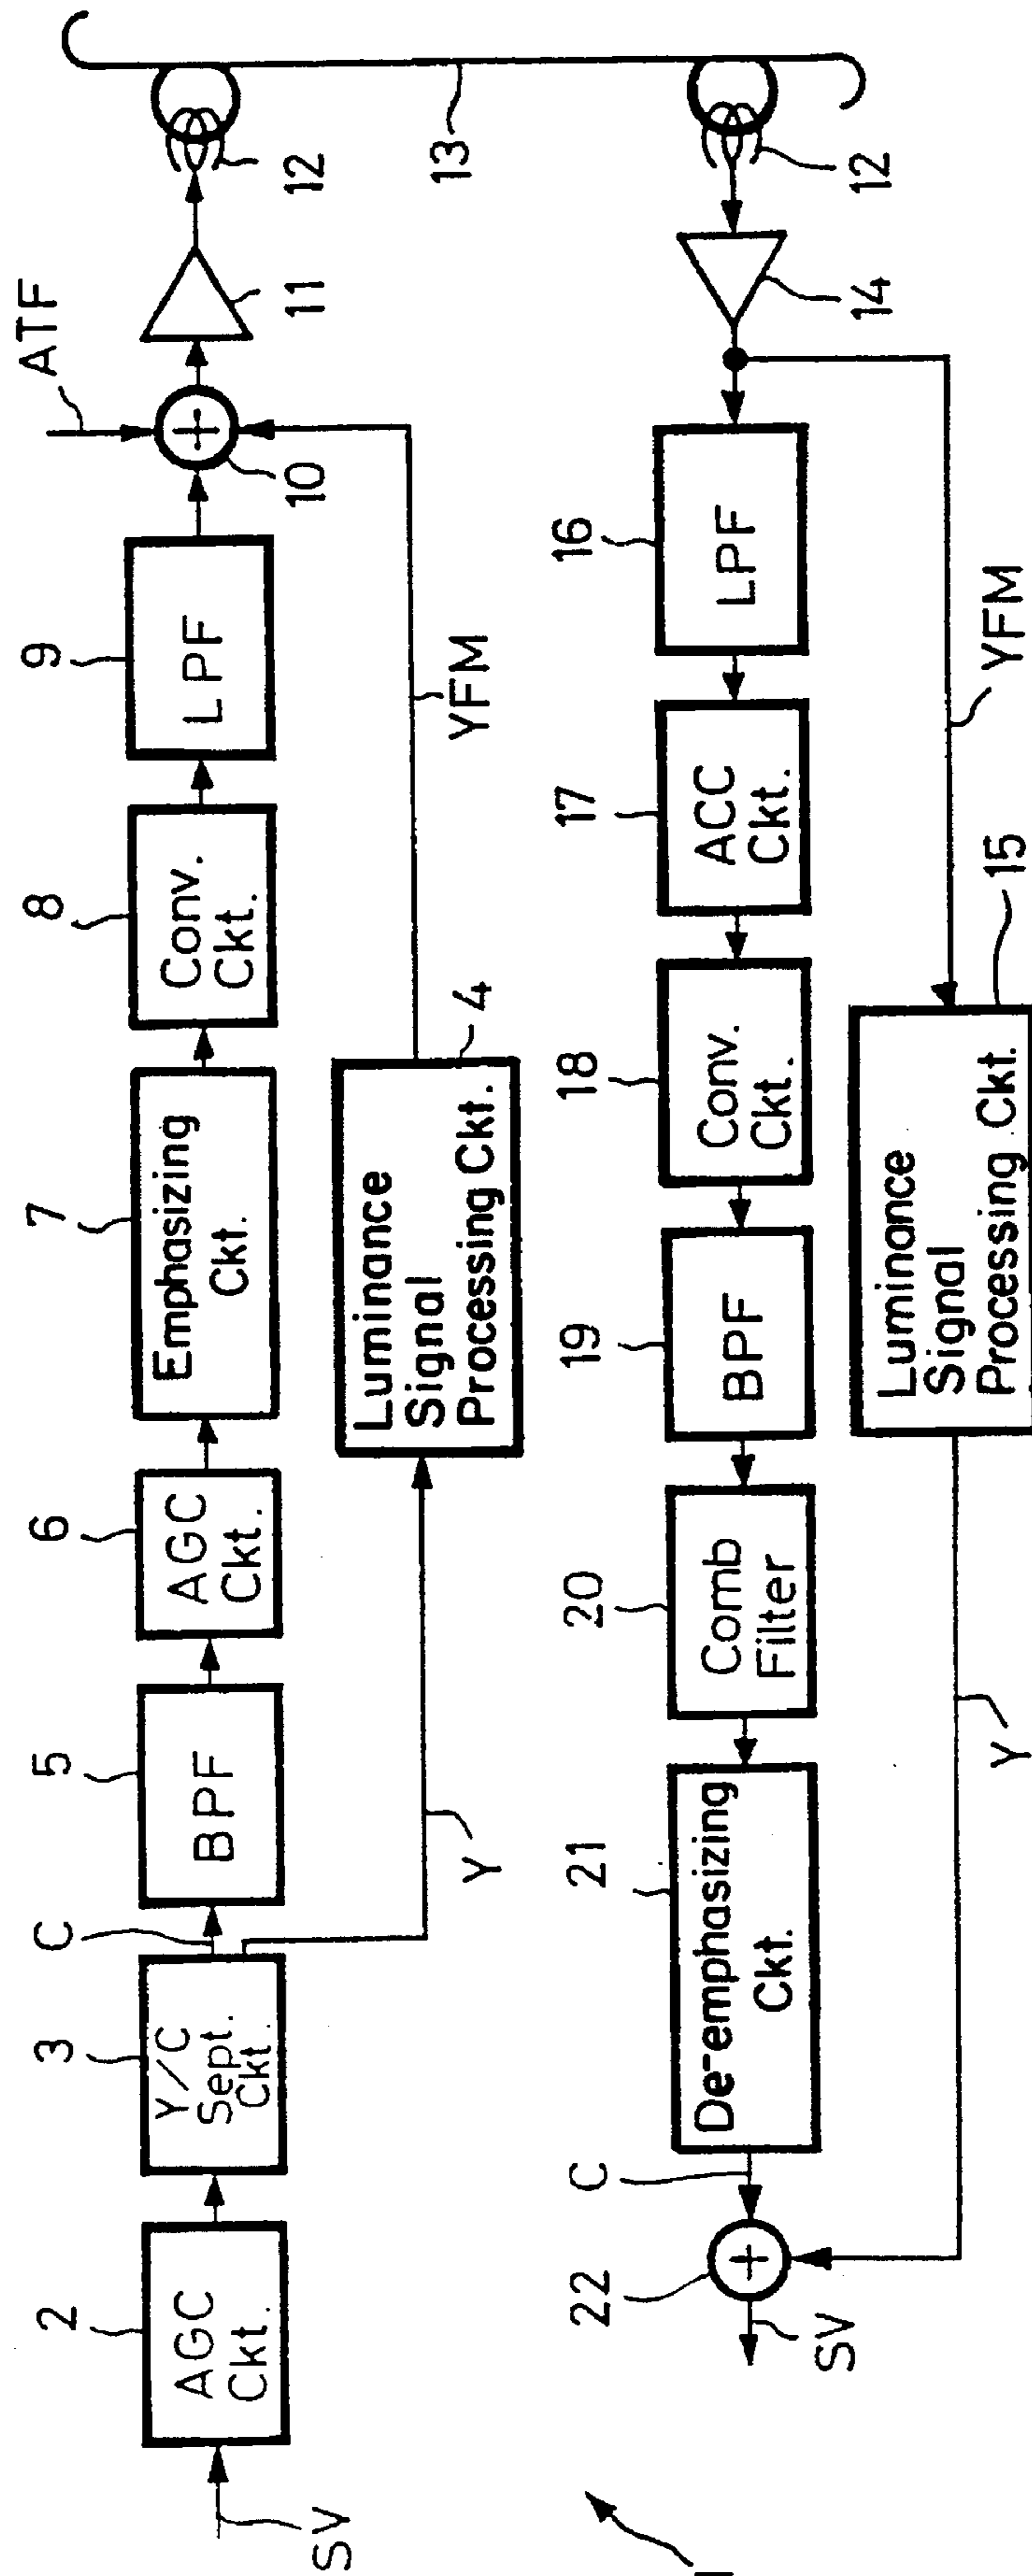 SV
2
AGC
Ckt.
3
Y/C
Sept.
Ckt.
C
5
BPF
6
AGC
Ckt.
7
Emphasizing
Ckt.
8
Conv.
Ckt.
9
LPF
ATF
10
11
12
13
Y
Luminance
Signal
Processing Ckt.
4
YFM
12
14
16
LPF
17
ACC
Ckt.
18
Conv.
Ckt.
19
BPF
20
Comb
Filter
21
De-emphasizing
Ckt.
C
22
SV
YFM
15
Luminance
Signal
Processing Ckt.
Y
1